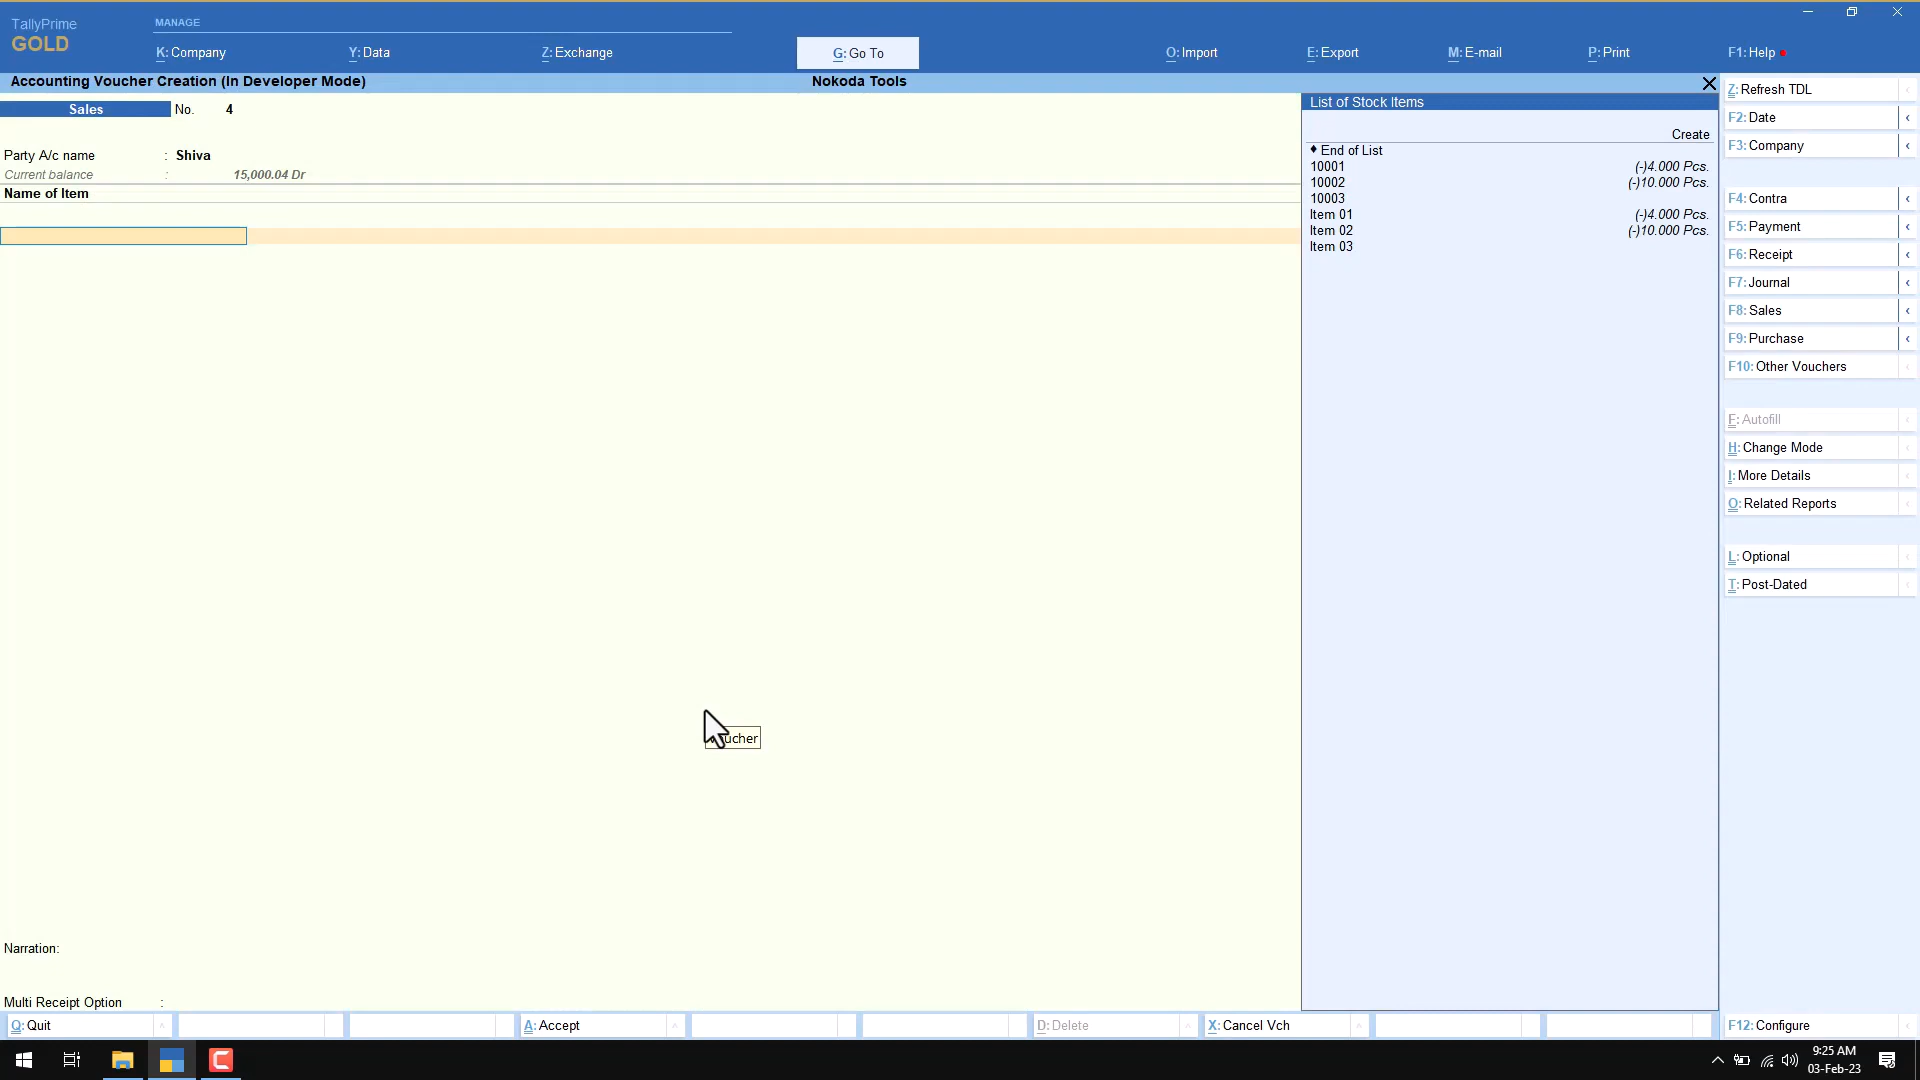 TallyPrime
GOLD
MANAGE
K: Company
Y: Data
Z: Exchange
G: Go To
O: Import
E: Export
M: E-mail
P: Print
F1: Help
Accounting Voucher Creation (In Developer Mode)
Nokoda Tools
Sales
No.
4
Party A/c name : Shiva
Current balance : 15,000.04 Dr
Name of Item
List of Stock Items
Create
End of List
10001 (-)4.000 Pcs.
10002 (-)10.000 Pcs.
10003
Item 01 (-)4.000 Pcs.
Item 02 (-)10.000 Pcs.
Item 03
Z: Refresh TDL
F2: Date
F3: Company
F4: Contra
F5: Payment
F6: Receipt
F7: Journal
F8: Sales
F9: Purchase
F10: Other Vouchers
F: Autofill
H: Change Mode
I: More Details
O: Related Reports
L: Optional
T: Post-Dated
Narration:
Multi Receipt Option :
Q: Quit
A: Accept
D: Delete
X: Cancel Vch
F12: Configure
9:25 AM
03-Feb-23